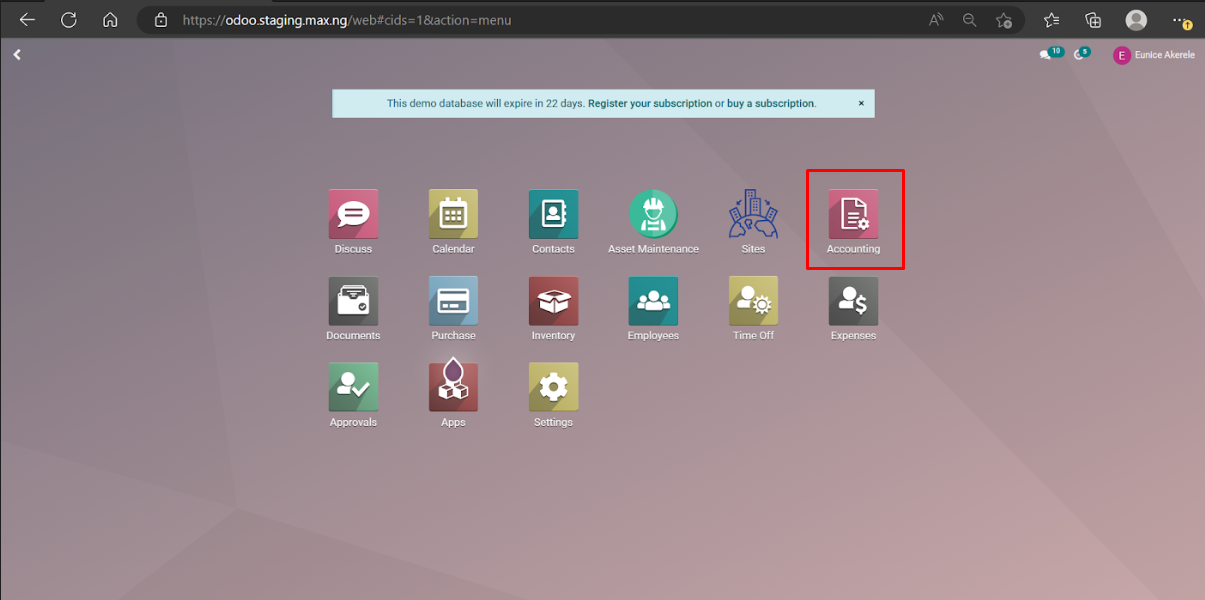 https://odoo.staging.max.ng/web#cids=1&action=menu
10
5
E
Eunice Akerele
This demo database will expire in 22 days. Register your subscription or buy a subscription.
×
Discuss
Calendar
Contacts
Asset Maintenance
Sites
Accounting
Documents
Purchase
Inventory
Employees
Time Off
Expenses
Approvals
Apps
Settings